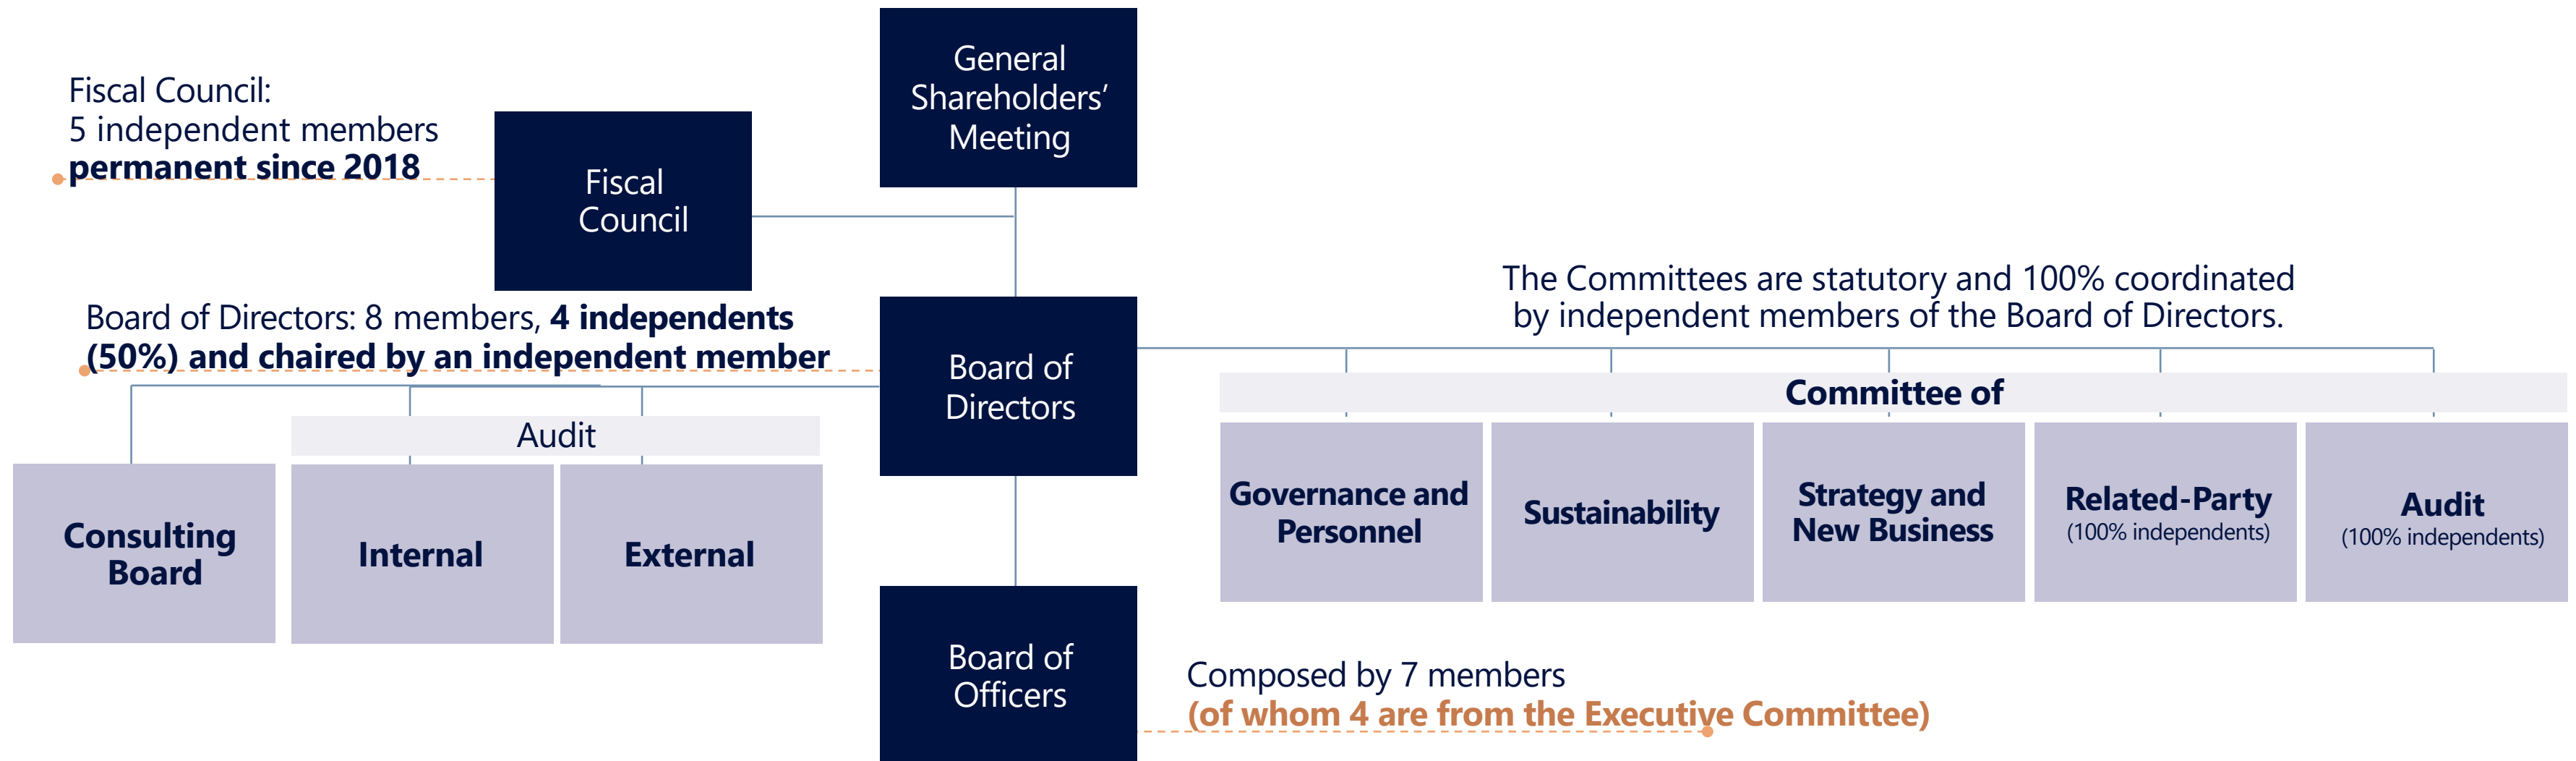 General
Shareholders’
Meeting
Fiscal Council:
5 independent members
permanent since 2018
Fiscal
Council
The Committees are statutory and 100% coordinated
by independent members of the Board of Directors.
Board of Directors: 8 members, 4 independents
(50%) and chaired by an independent member
Board of
Directors
Committee of
Audit
Consulting
Board
Internal
External
Governance and
Personnel
Sustainability
Strategy and
New Business
Related-Party
(100% independents)
Audit
(100% independents)
Board of
Officers
Composed by 7 members
(of whom 4 are from the Executive Committee)